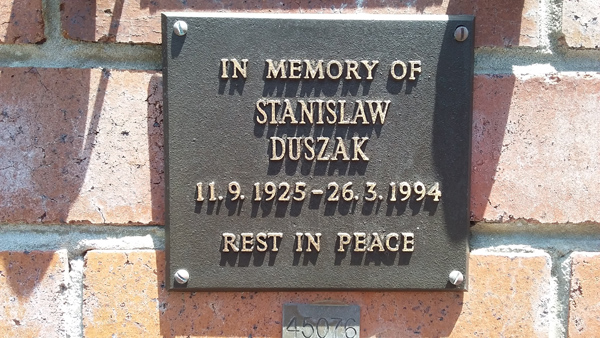 IN MEMORY OF
STANISLAW
DUSZAK
11.9.1925-26.3.1994
REST IN PEACE
45076